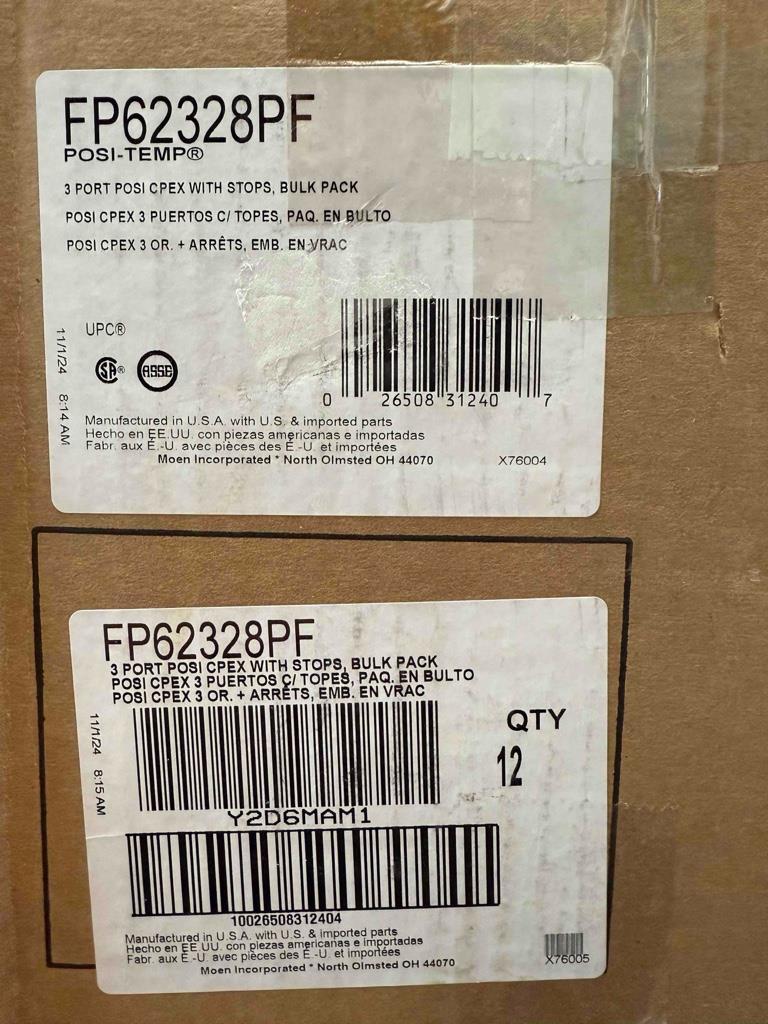 FP62328PF
POSI-TEMP®
3 PORT POSI CPEX WITH STOPS, BULK PACK
POSI CPEX 3 PUERTOS C/ TOPES, PAQ. EN BULTO
POSI CPEX 3 OR. + ARRÊTS, EMB. EN VRAC
UPC®
11/1/24 8:14 AM
SA®
ASSE
0 26508 31240 7
Manufactured in U.S.A. with U.S. & imported parts
Hecho en EE.UU. con piezas americanas e importadas
Fabr. aux É.-U. avec pièces des É.-U. et importées
Moen Incorporated * North Olmsted OH 44070 X76004
FP62328PF
3 PORT POSI CPEX WITH STOPS, BULK PACK
POSI CPEX 3 PUERTOS C/ TOPES, PAQ. EN BULTO
POSI CPEX 3 OR. + ARRÊTS, EMB. EN VRAC
11/1/24 8:15 AM
QTY
12
Y2D6MAM1
10026508312404
Manufactured in U.S.A. with U.S. & imported parts
Hecho en EE.UU. con piezas americanas e importadas
Fabr. aux É.-U. avec pièces des É.-U. et importées
Moen Incorporated * North Olmsted OH 44070
X76005